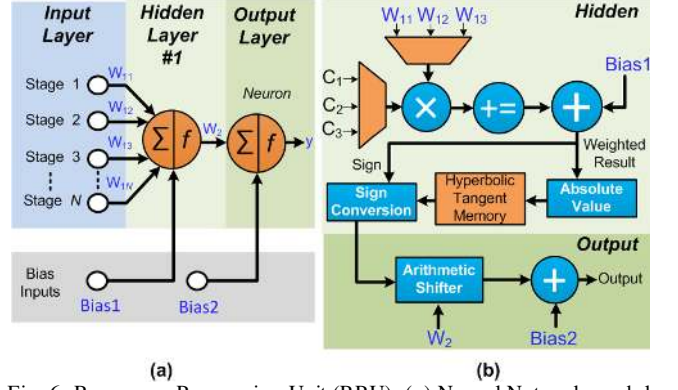 Input
Layer
Hidden
Layer
#1
Output
Layer
Stage 1
Stage 2
Stage 3
Stage N
W11
W12
W13
W1N
Σ f
W2
Neuron
Σ f
y
Bias
Inputs
Bias1
Bias2
(a)
Hidden
W11 W12 W13
C1
C2
C3
×
+=
+
Bias1
Sign
Weighted
Result
Sign
Conversion
Hyperbolic
Tangent
Memory
Absolute
Value
Output
Arithmetic
Shifter
+
Output
W2
Bias2
(b)